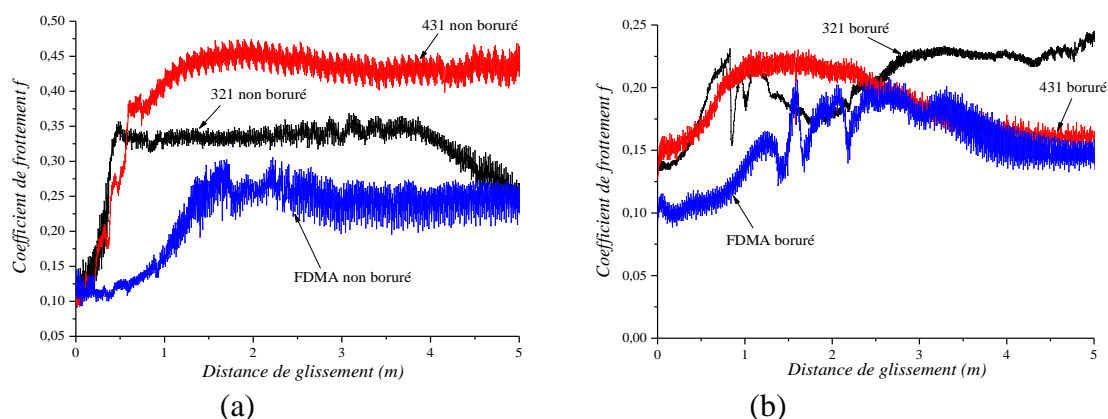 0,50
0,45
0,40
0,35
0,30
0,25
0,20
0,15
0,10
0,05
Coefficient de frottement f
431 non boruré
321 non boruré
FDMA non boruré
0 1 2 3 4 5
Distance de glissement (m)
(a)
0,25
0,20
0,15
0,10
0,05
0,00
Coefficient de frottement f
321 boruré
431 boruré
FDMA boruré
0 1 2 3 4 5
Distance de glissement (m)
(b)